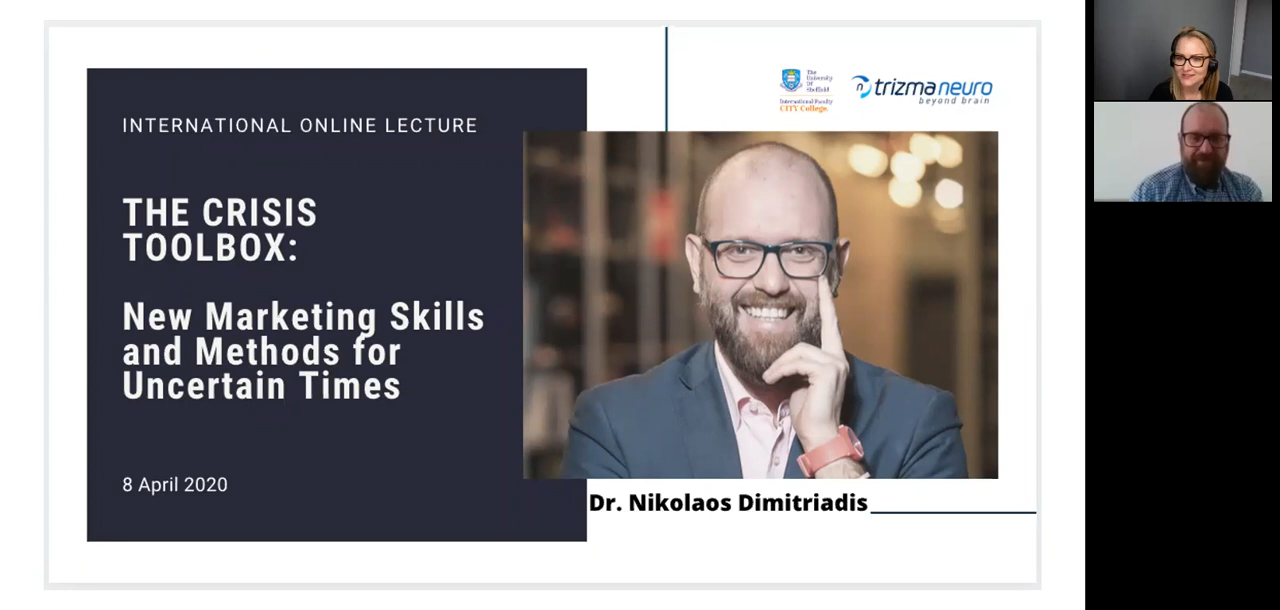 INTERNATIONAL ONLINE LECTURE
THE CRISIS
TOOLBOX:
New Marketing Skills
and Methods for
Uncertain Times
8 April 2020
The
University
Of
Sheffield
International Faculty
CITY College.
trizma neuro
beyond brain
Dr. Nikolaos Dimitriadis